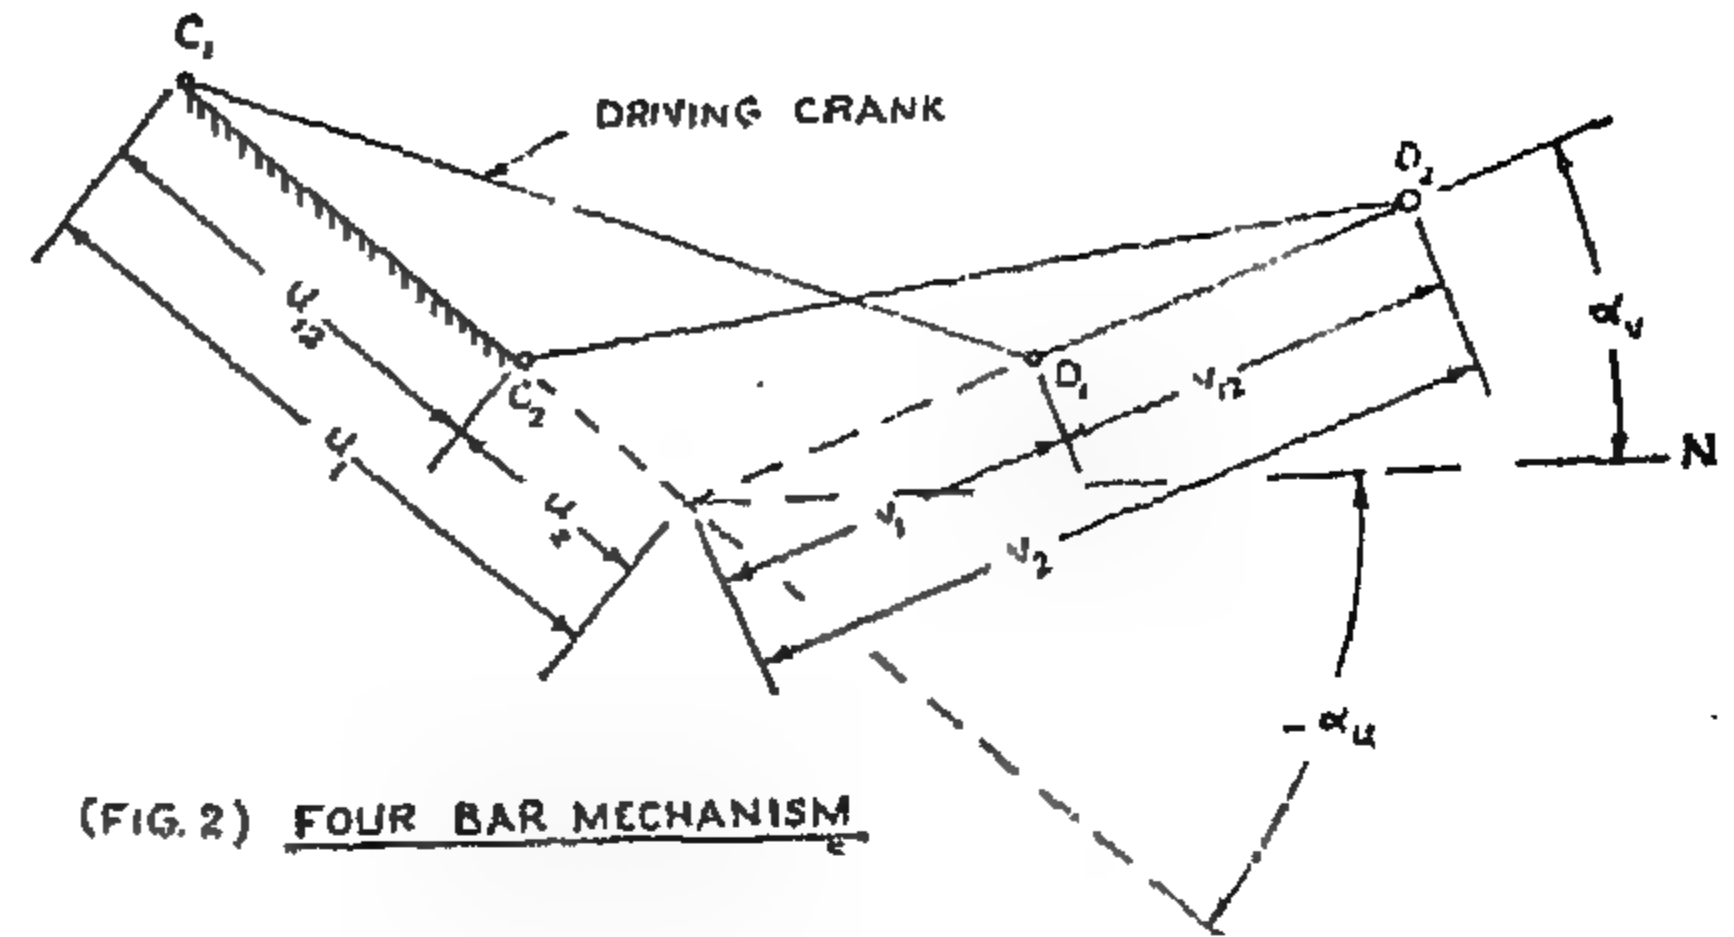 C₁
DRIVING CRANK
D₂
u₁₂
αᵥ
C₂
D₁
v₁₂
u₁
N
u₂
v₁
v₂
- αᵤ
(FIG. 2) FOUR BAR MECHANISM